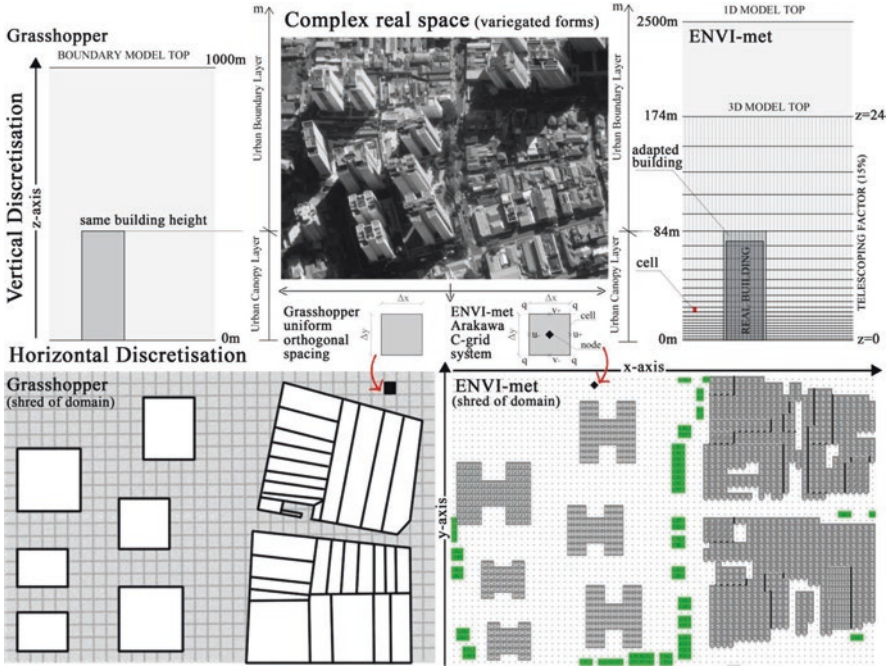 Grasshopper
BOUNDARY MODEL TOP
1000m
Vertical Discretisation
z-axis
same building height
0m
m
Urban Boundary Layer
Urban Canopy Layer
Complex real space (variegated forms)
m
Urban Boundary Layer
Urban Canopy Layer
1D MODEL TOP
2500m
ENVI-met
174m
3D MODEL TOP
z=24
adapted
building
84m
cell
REAL BUILDING
TELESCOPING FACTOR (15%)
0m
z=0
Grasshopper
uniform
orthogonal
spacing
Δx
Δy
ENVI-met
Arakawa
C-grid
system
Δx
Δy
q
v+
q
u-
u+
q
v-
q
cell
node
Horizontal Discretisation
Grasshopper
(shred of domain)
x-axis
ENVI-met
(shred of domain)
y-axis